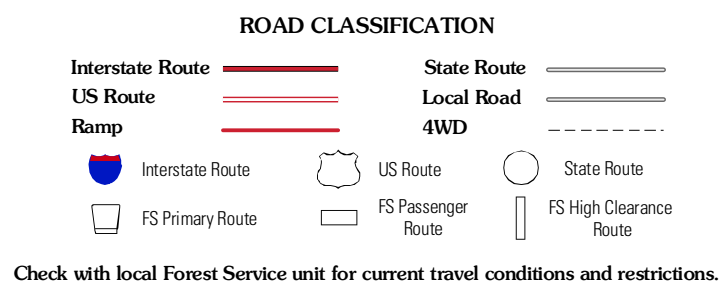 ROAD CLASSIFICATION
Interstate Route
State Route
US Route
Local Road
Ramp
4WD
Interstate Route
US Route
State Route
FS Primary Route
FS Passenger
Route
FS High Clearance
Route
Check with local Forest Service unit for current travel conditions and restrictions.